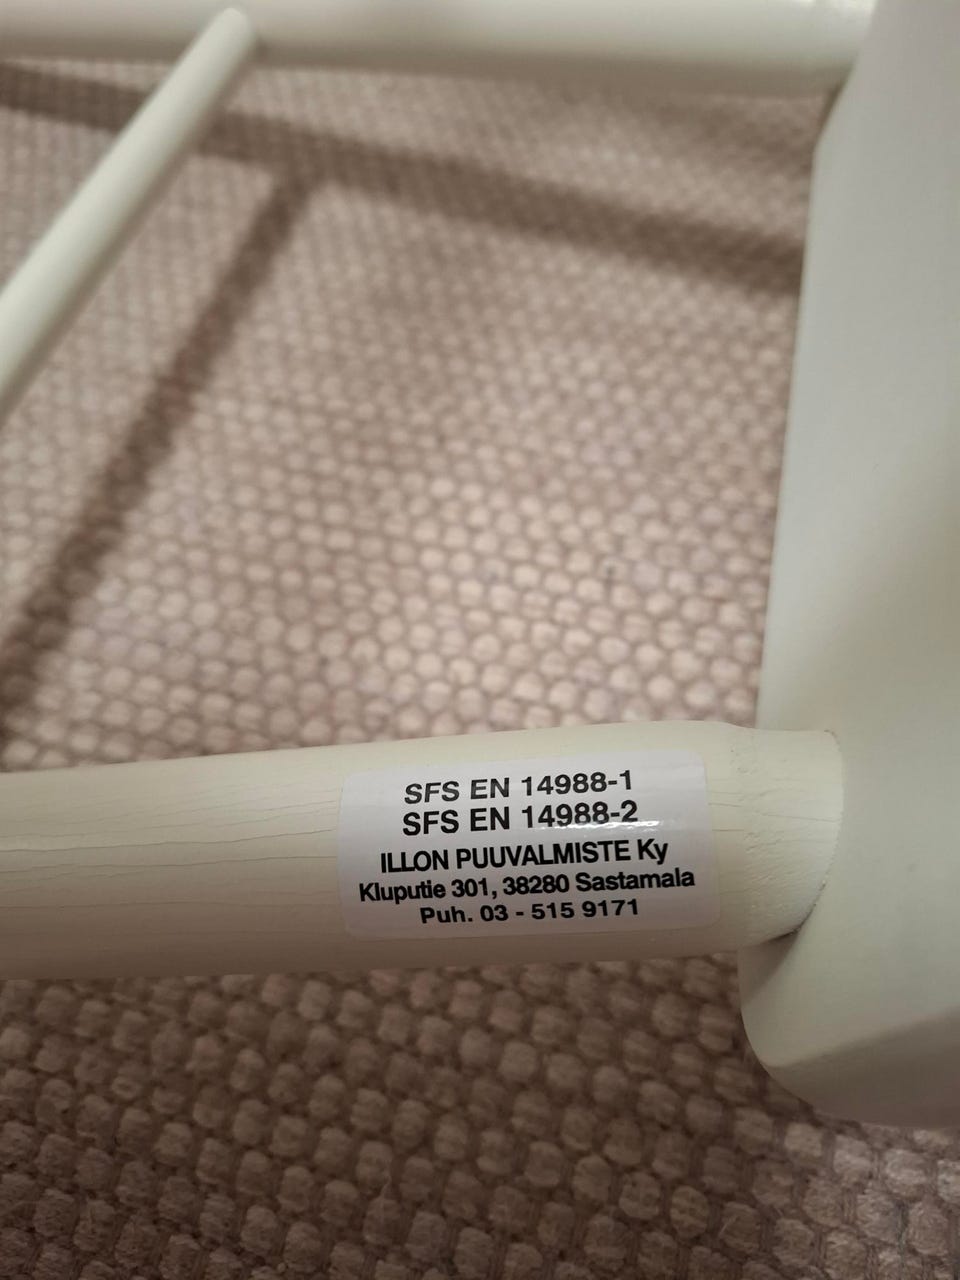 SFS EN 14988-1
SFS EN 14988-2
ILLON PUUVALMISTE Ky
Kluputie 301, 38280 Sastamala
Puh. 03 - 515 9171